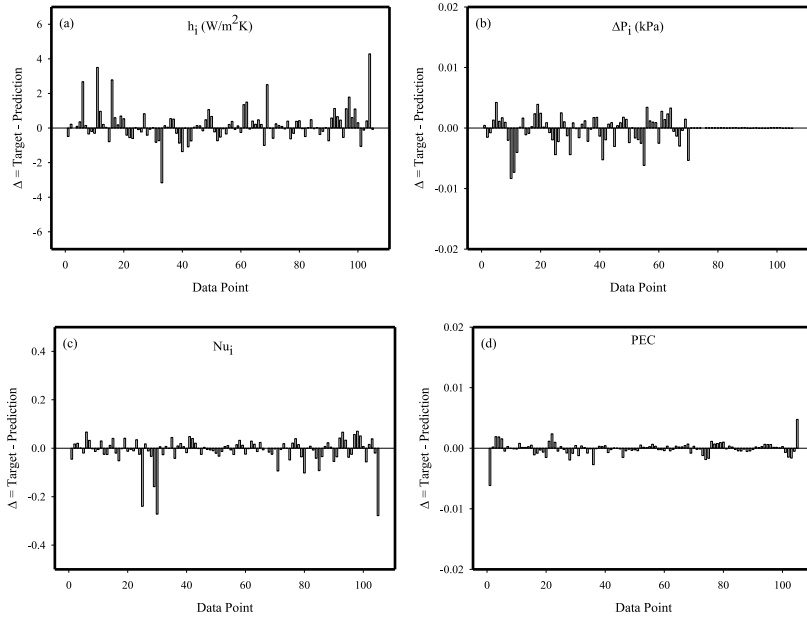 (a)
hᵢ (W/m²K)
6
4
2
0
-2
-4
-6
Δ = Target - Prediction
0 20 40 60 80 100
Data Point
(b)
ΔPᵢ (kPa)
0.02
0.01
0.00
-0.01
-0.02
Δ = Target - Prediction
0 20 40 60 80 100
Data Point
(c)
Nuᵢ
0.4
0.2
0.0
-0.2
-0.4
Δ = Target - Prediction
0 20 40 60 80 100
Data Point
(d)
PEC
0.02
0.01
0.00
-0.01
-0.02
Δ = Target - Prediction
0 20 40 60 80 100
Data Point